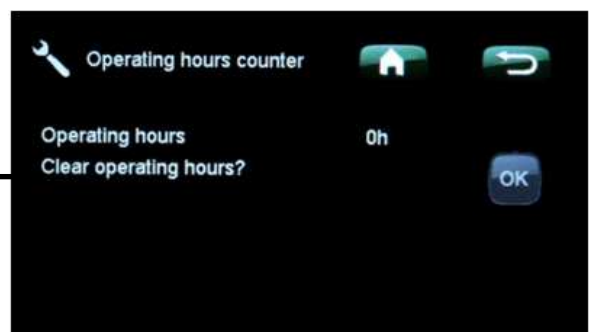 Operating hours counter
Operating hours 0h
Clear operating hours?
OK